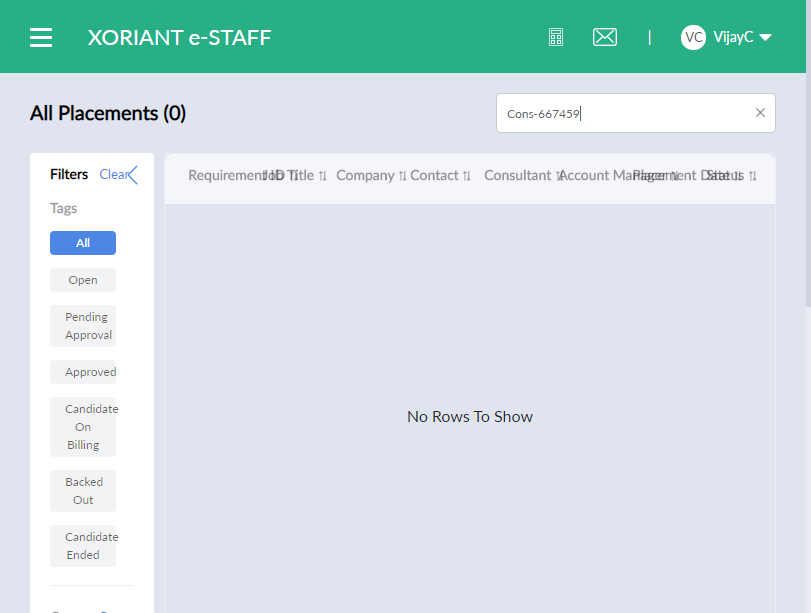 XORIANT e-STAFF
VC VijayC
All Placements (0)
Cons-667459
Filters Clear
Requirement ID Job Title Company Contact Consultant Account Manager Placement Date Status
Tags
All
Open
Pending
Approval
Approved
Candidate
On
Billing
No Rows To Show
Backed
Out
Candidate
Ended